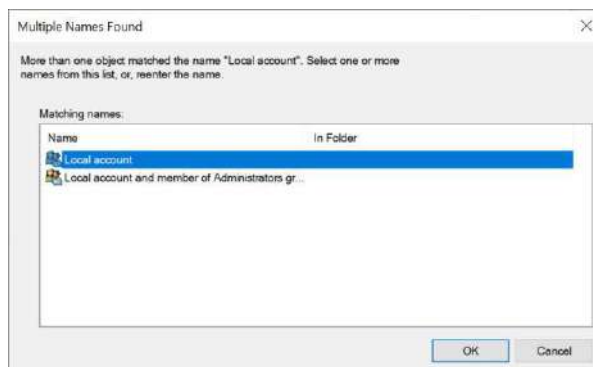 Multiple Names Found
More than one object matched the name "Local account". Select one or more
names from this list, or, reenter the name.
Matching names:
Name In Folder
Local account
Local account and member of Administrators gr...
OK Cancel